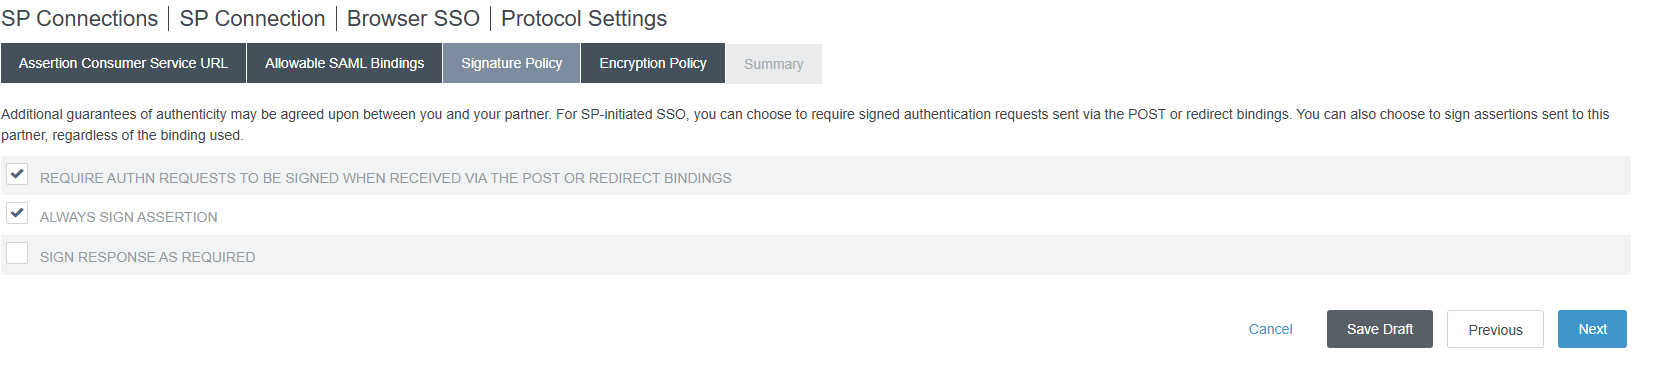 SP Connections | SP Connection | Browser SSO | Protocol Settings
Assertion Consumer Service URL Allowable SAML Bindings Signature Policy Encryption Policy Summary
Additional guarantees of authenticity may be agreed upon between you and your partner. For SP-initiated SSO, you can choose to require signed authentication requests sent via the POST or redirect bindings. You can also choose to sign assertions sent to this
partner, regardless of the binding used.
REQUIRE AUTHN REQUESTS TO BE SIGNED WHEN RECEIVED VIA THE POST OR REDIRECT BINDINGS
ALWAYS SIGN ASSERTION
SIGN RESPONSE AS REQUIRED
Cancel Save Draft Previous Next